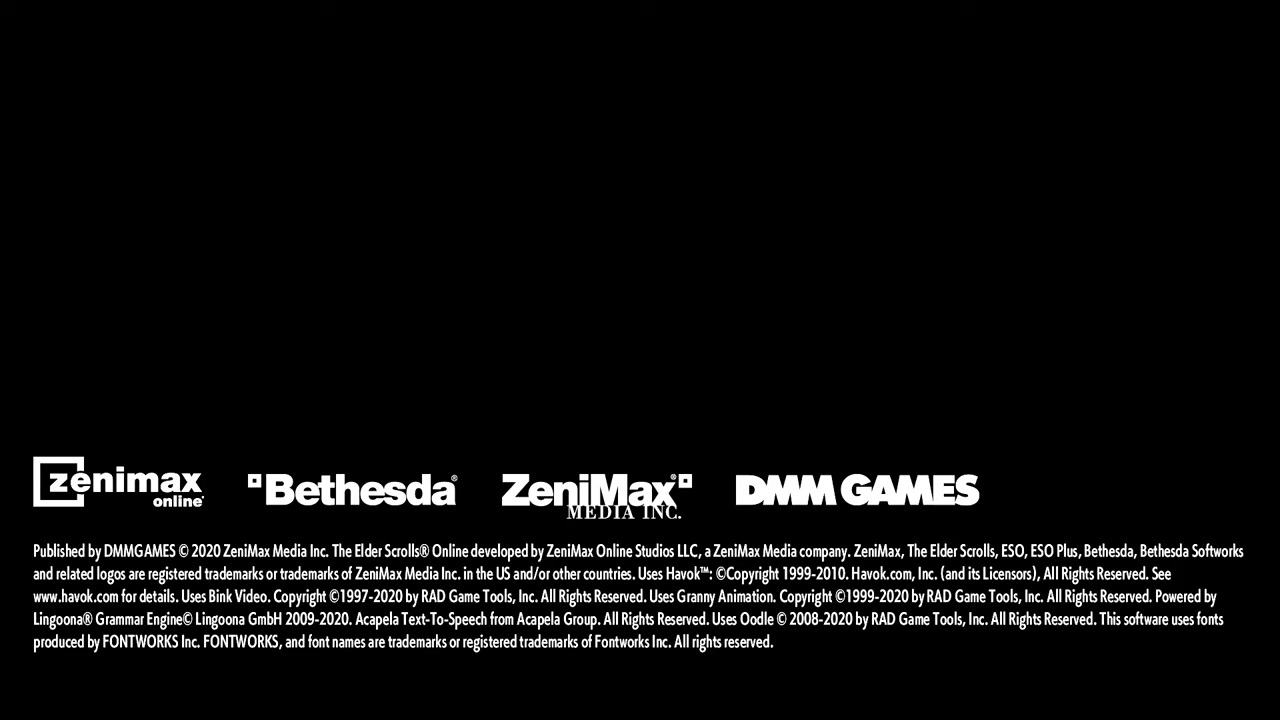 zenimax online
Bethesda®
ZeniMax®
MEDIA INC.
DMM GAMES
Published by DMMGAMES © 2020 ZeniMax Media Inc. The Elder Scrolls® Online developed by ZeniMax Online Studios LLC, a ZeniMax Media company. ZeniMax, The Elder Scrolls, ESO, ESO Plus, Bethesda, Bethesda Softworks
and related logos are registered trademarks or trademarks of ZeniMax Media Inc. in the US and/or other countries. Uses Havok™: ©Copyright 1999-2010. Havok.com, Inc. (and its Licensors), All Rights Reserved. See
www.havok.com for details. Uses Bink Video. Copyright ©1997-2020 by RAD Game Tools, Inc. All Rights Reserved. Uses Granny Animation. Copyright ©1999-2020 by RAD Game Tools, Inc. All Rights Reserved. Powered by
Lingoona® Grammar Engine© Lingoona GmbH 2009-2020. Acapela Text-To-Speech from Acapela Group. All Rights Reserved. Uses Oodle © 2008-2020 by RAD Game Tools, Inc. All Rights Reserved. This software uses fonts
produced by FONTWORKS Inc. FONTWORKS, and font names are trademarks or registered trademarks of Fontworks Inc. All rights reserved.